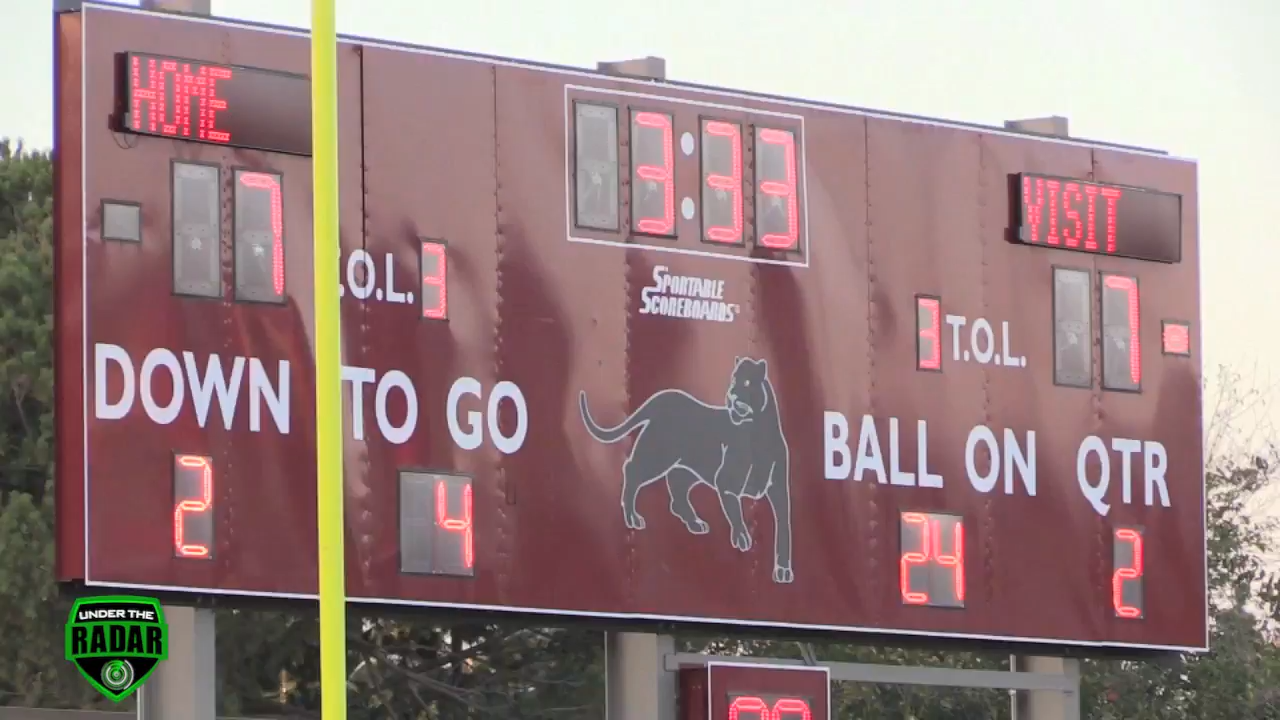 HOME
3:33
VISIT
7
T.O.L. 3
SPORTABLE
SCOREBOARDS
3 T.O.L.
7
DOWN TO GO
BALL ON QTR
2
4
24
2
UNDER THE
RADAR